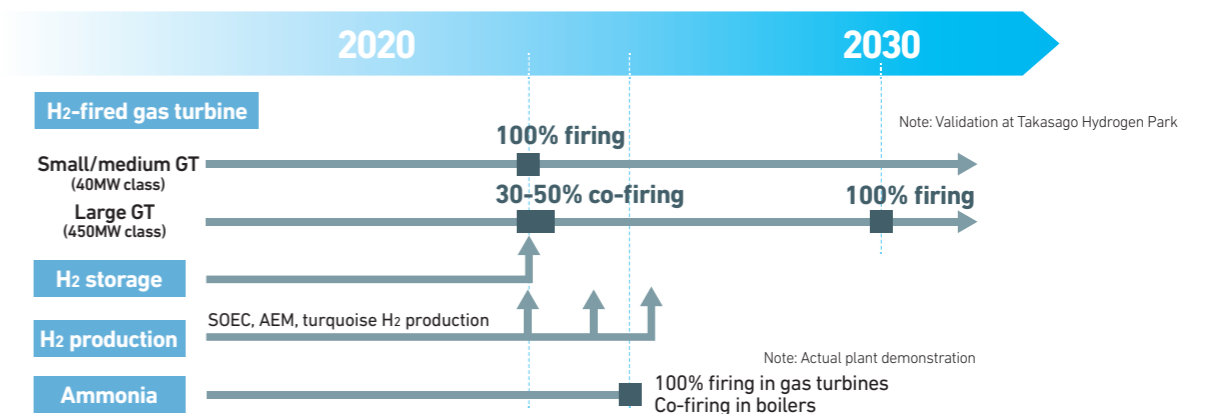 2020
2030
H2-fired gas turbine
Note: Validation at Takasago Hydrogen Park
100% firing
Small/medium GT
(40MW class)
30-50% co-firing
100% firing
Large GT
(450MW class)
H2 storage
SOEC, AEM, turquoise H2 production
H2 production
Note: Actual plant demonstration
Ammonia
100% firing in gas turbines
Co-firing in boilers